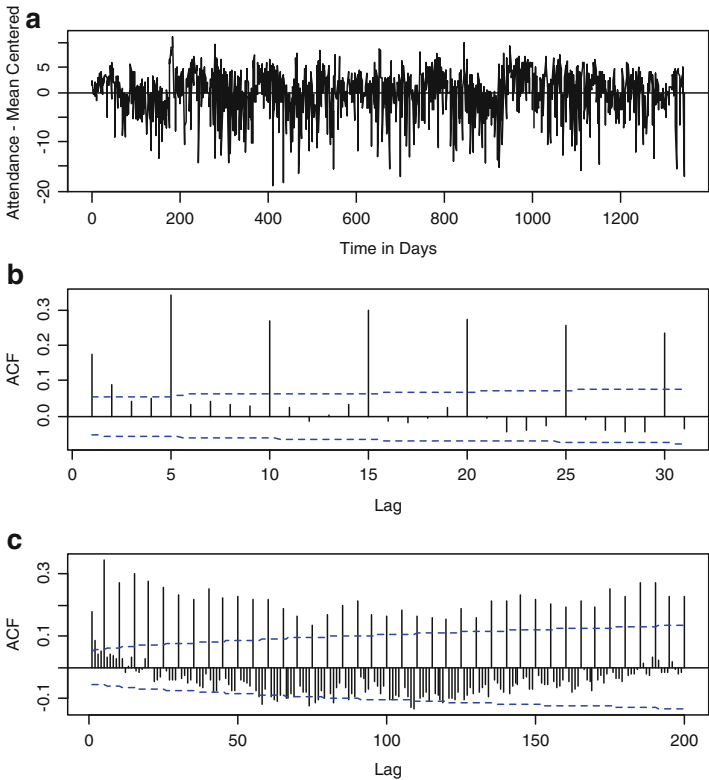 a
Attendance - Mean Centered
5
0
-10
-20
0 200 400 600 800 1000 1200
Time in Days
b
ACF
0.3
0.2
0.1
0.0
0 5 10 15 20 25 30
Lag
c
ACF
0.3
0.1
-0.1
0 50 100 150 200
Lag